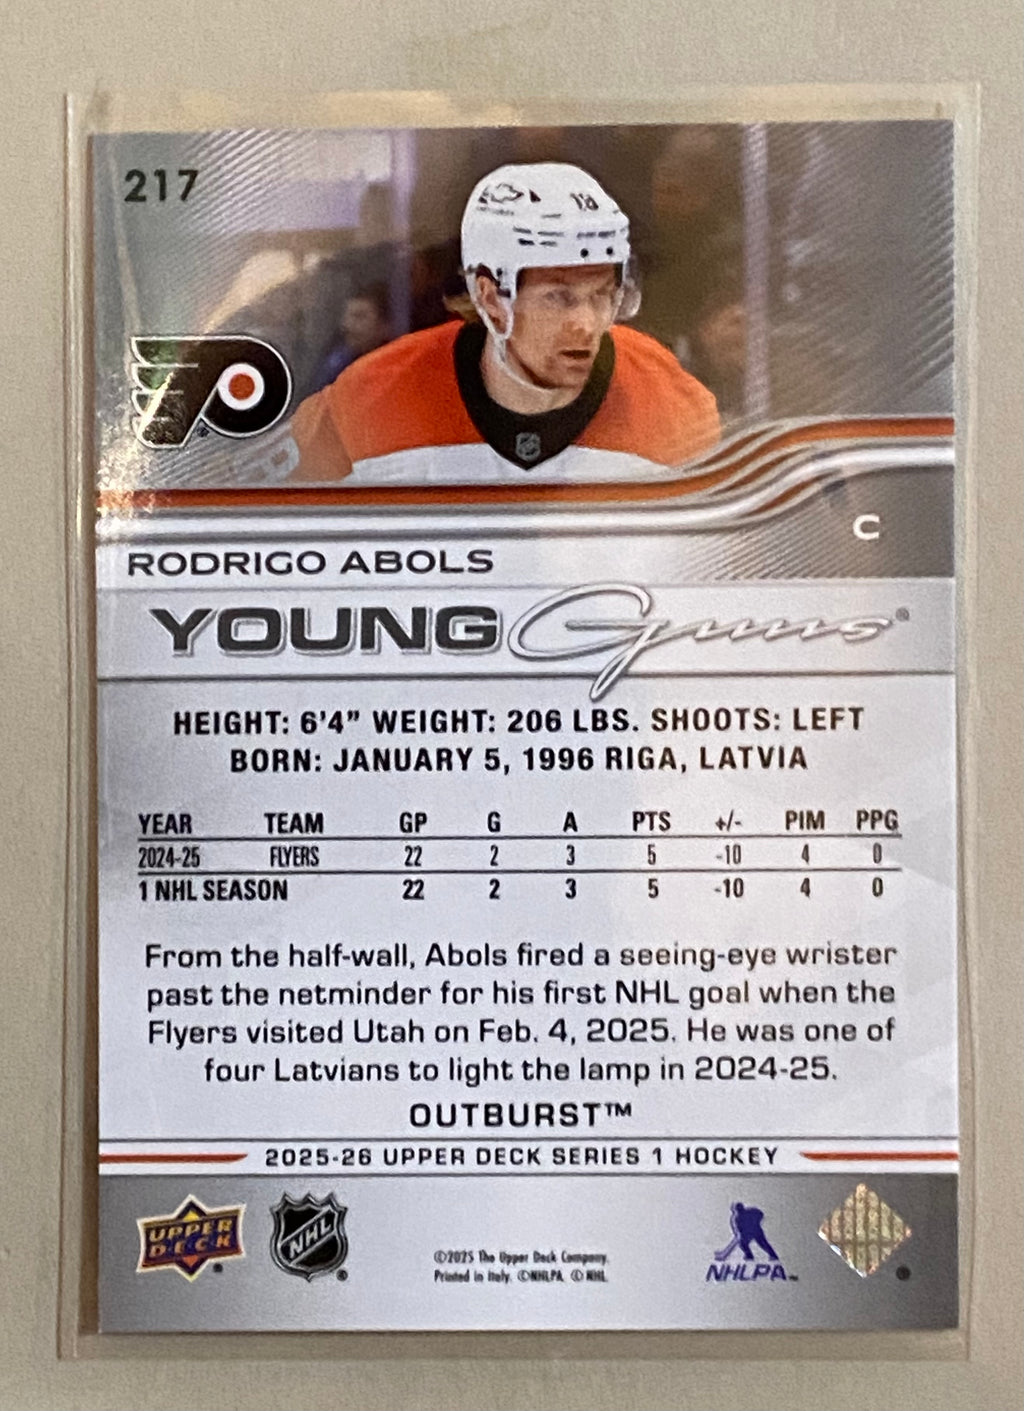 217
18
RODRIGO ABOLS
C
YOUNG Guns®
HEIGHT: 6'4” WEIGHT: 206 LBS. SHOOTS: LEFT
BORN: JANUARY 5, 1996 RIGA, LATVIA
YEAR TEAM GP G A PTS +/- PIM PPG
2024-25 FLYERS 22 2 3 5 -10 4 0
1 NHL SEASON 22 2 3 5 -10 4 0
From the half-wall, Abols fired a seeing-eye wrister
past the netminder for his first NHL goal when the
Flyers visited Utah on Feb. 4, 2025. He was one of
four Latvians to light the lamp in 2024-25.
OUTBURST™
2025-26 UPPER DECK SERIES 1 HOCKEY
UPPER DECK
NHL
©2025 The Upper Deck Company.
Printed in Italy. ©NHLPA. © NHL.
NHLPA™